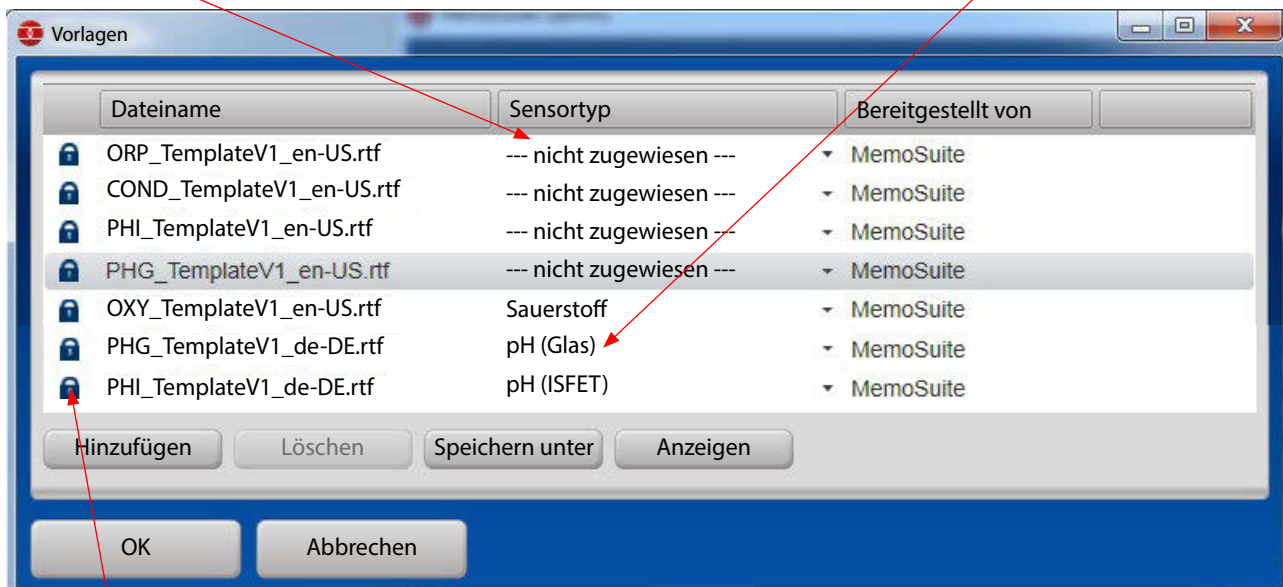 Vorlagen
Dateiname Sensortyp Bereitgestellt von
ORP_TemplateV1_en-US.rtf --- nicht zugewiesen --- MemoSuite
COND_TemplateV1_en-US.rtf --- nicht zugewiesen --- MemoSuite
PHI_TemplateV1_en-US.rtf --- nicht zugewiesen --- MemoSuite
PHG_TemplateV1_en-US.rtf --- nicht zugewiesen --- MemoSuite
OXY_TemplateV1_en-US.rtf Sauerstoff MemoSuite
PHG_TemplateV1_de-DE.rtf pH (Glas) MemoSuite
PHI_TemplateV1_de-DE.rtf pH (ISFET) MemoSuite
Hinzufügen Löschen Speichern unter Anzeigen
OK Abbrechen